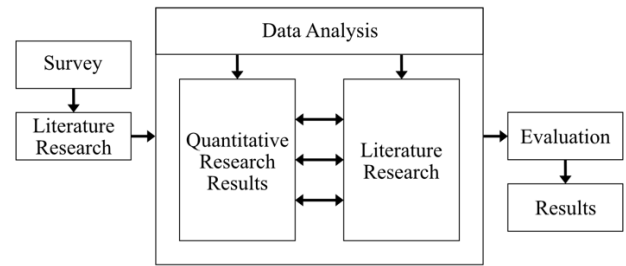 Data Analysis
Survey
Literature
Research
Quantitative
Research
Results
Literature
Research
Evaluation
Results